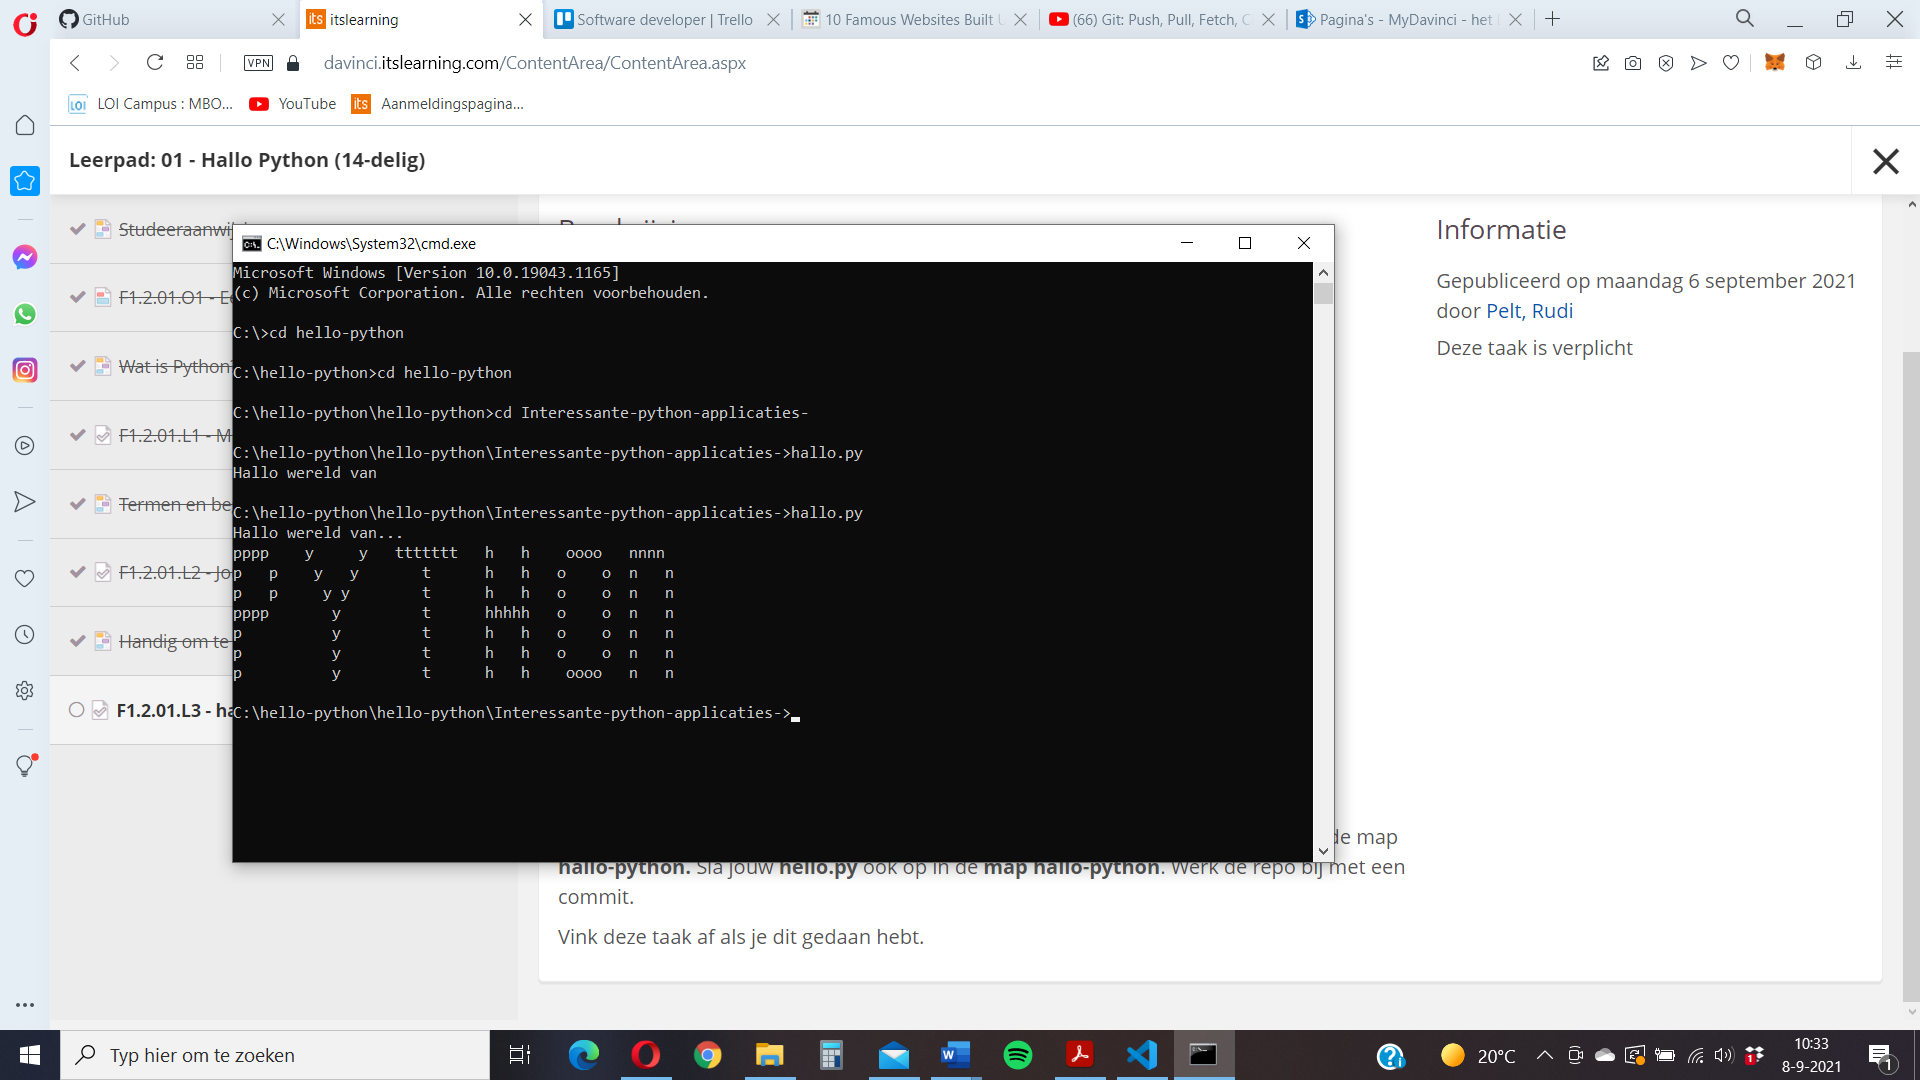 GitHub
itslearning
Software developer | Trello
10 Famous Websites Built U
(66) Git: Push, Pull, Fetch, C
Pagina's - MyDavinci - het
VPN
davinci.itslearning.com/ContentArea/ContentArea.aspx
LOI Campus : MBO...
YouTube
Aanmeldingspagina...
Leerpad: 01 - Hallo Python (14-delig)
Studeeraanwij
F1.2.01.O1 - E
Wat is Python?
F1.2.01.L1 - M
Termen en be
F1.2.01.L2 - Jo
Handig om te
F1.2.01.L3 - ha
C:\Windows\System32\cmd.exe
Microsoft Windows [Version 10.0.19043.1165]
(c) Microsoft Corporation. Alle rechten voorbehouden.
C:\>cd hello-python
C:\hello-python>cd hello-python
C:\hello-python\hello-python>cd Interessante-python-applicaties-
C:\hello-python\hello-python\Interessante-python-applicaties->hallo.py
Hallo wereld van
C:\hello-python\hello-python\Interessante-python-applicaties->hallo.py
Hallo wereld van...
pppp    y     y   ttttttt   h   h    oooo   nnnn
p   p    y   y       t      h   h   o    o  n   n
p   p     y y        t      h   h   o    o  n   n
pppp       y         t      hhhhh   o    o  n   n
p          y         t      h   h   o    o  n   n
p          y         t      h   h   o    o  n   n
p          y         t      h   h    oooo   n   n
C:\hello-python\hello-python\Interessante-python-applicaties->
Informatie
Gepubliceerd op maandag 6 september 2021
door Pelt, Rudi
Deze taak is verplicht
de map
hallo-python. Sla jouw hello.py ook op in de map hallo-python. Werk de repo bij met een
commit.
Vink deze taak af als je dit gedaan hebt.
Typ hier om te zoeken
20°C
10:33
8-9-2021
1